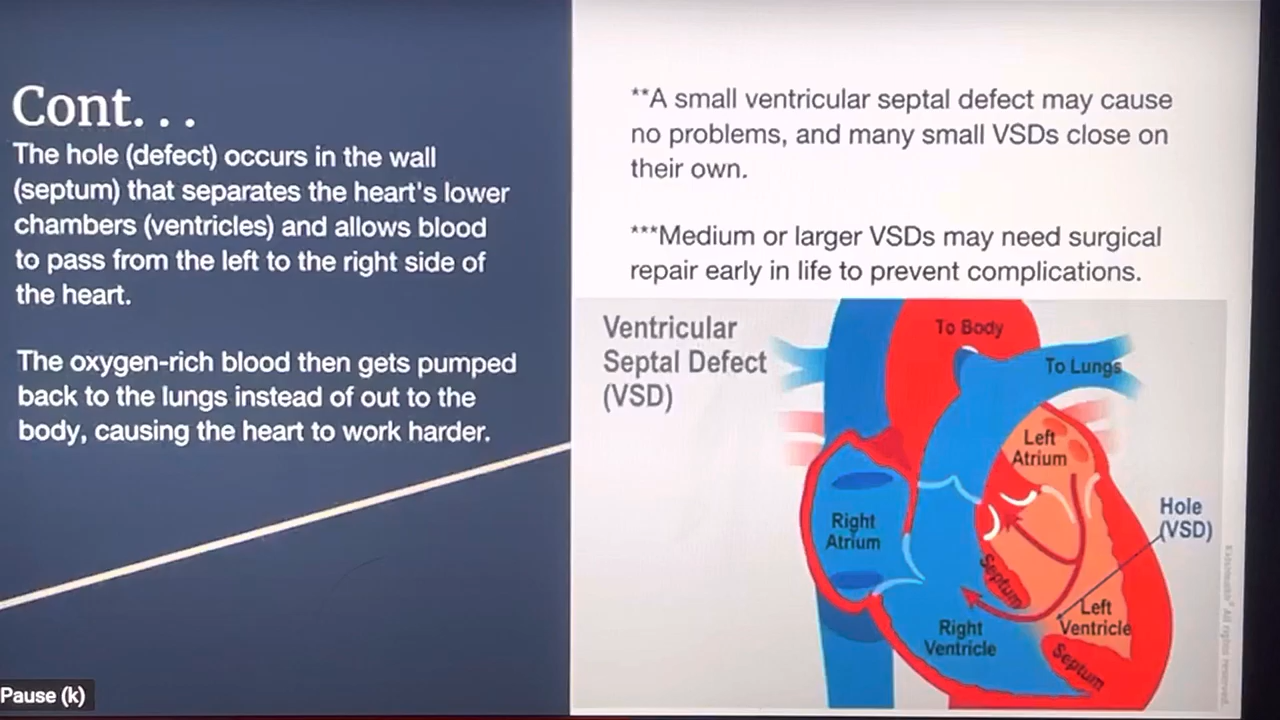 Cont. . .
The hole (defect) occurs in the wall
(septum) that separates the heart's lower
chambers (ventricles) and allows blood
to pass from the left to the right side of
the heart.
The oxygen-rich blood then gets pumped
back to the lungs instead of out to the
body, causing the heart to work harder.
**A small ventricular septal defect may cause
no problems, and many small VSDs close on
their own.
***Medium or larger VSDs may need surgical
repair early in life to prevent complications.
Ventricular
Septal Defect
(VSD)
To Body
To Lungs
Left
Atrium
Right
Atrium
Hole
(VSD)
Septum
Left
Ventricle
Right
Ventricle
Septum
KidsHealth® All rights reserved.
Pause (k)